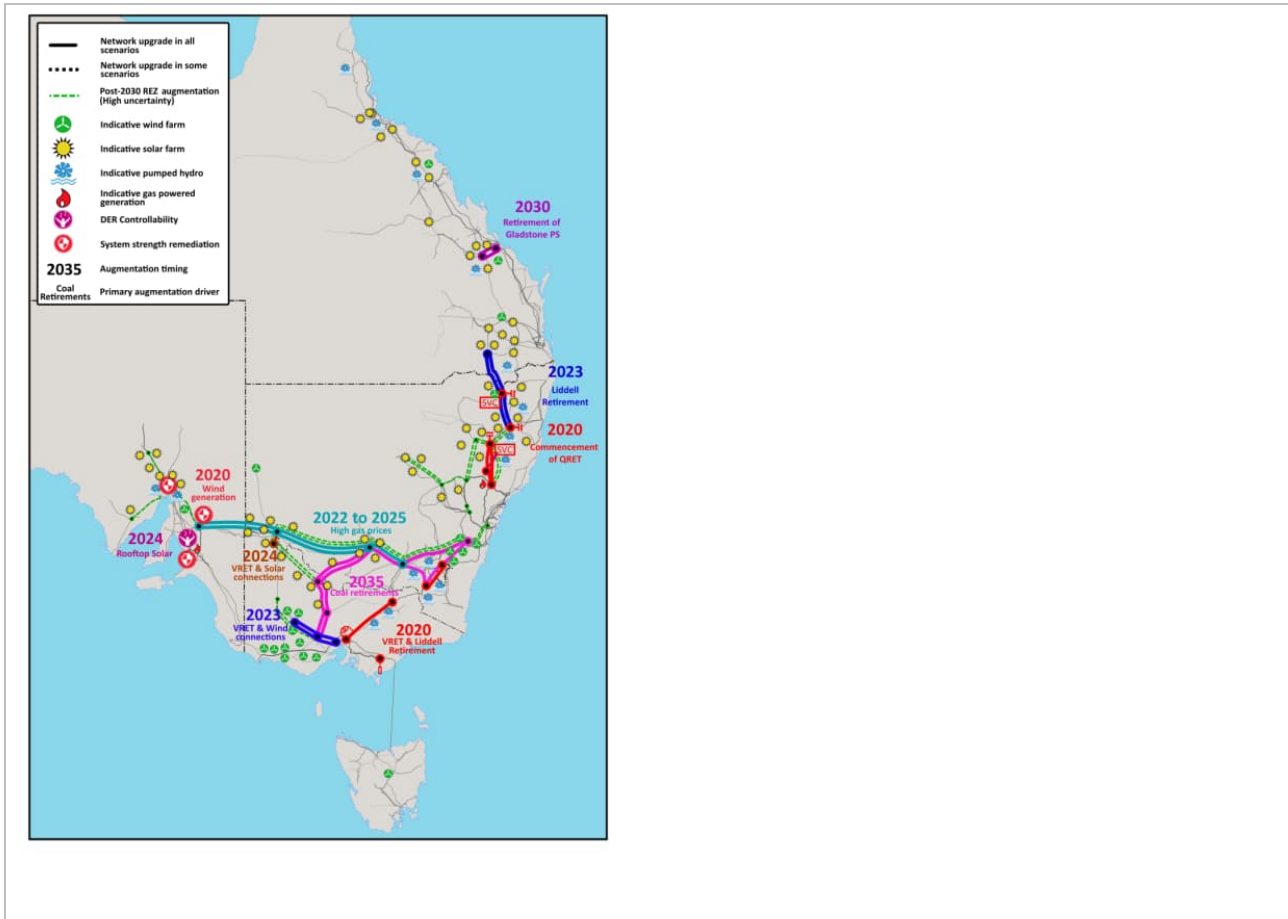 Network upgrade in all
scenarios
Network upgrade in some
scenarios
Post-2030 REZ augmentation
(High uncertainty)
Indicative wind farm
Indicative solar farm
Indicative pumped hydro
Indicative gas powered
generation
DER Controllability
System strength remediation
2035
Augmentation timing
Coal
Retirements
Primary augmentation driver
2030
Retirement of
Gladstone PS
2023
Liddell
Retirement
SVC
2020
Commencement
of QRET
SVC
2020
Wind
generation
2022 to 2025
High gas prices
2024
Rooftop Solar
2024
VRET & Solar
connections
2035
Coal retirements
2023
VRET & Wind
connections
2020
VRET & Liddell
Retirement